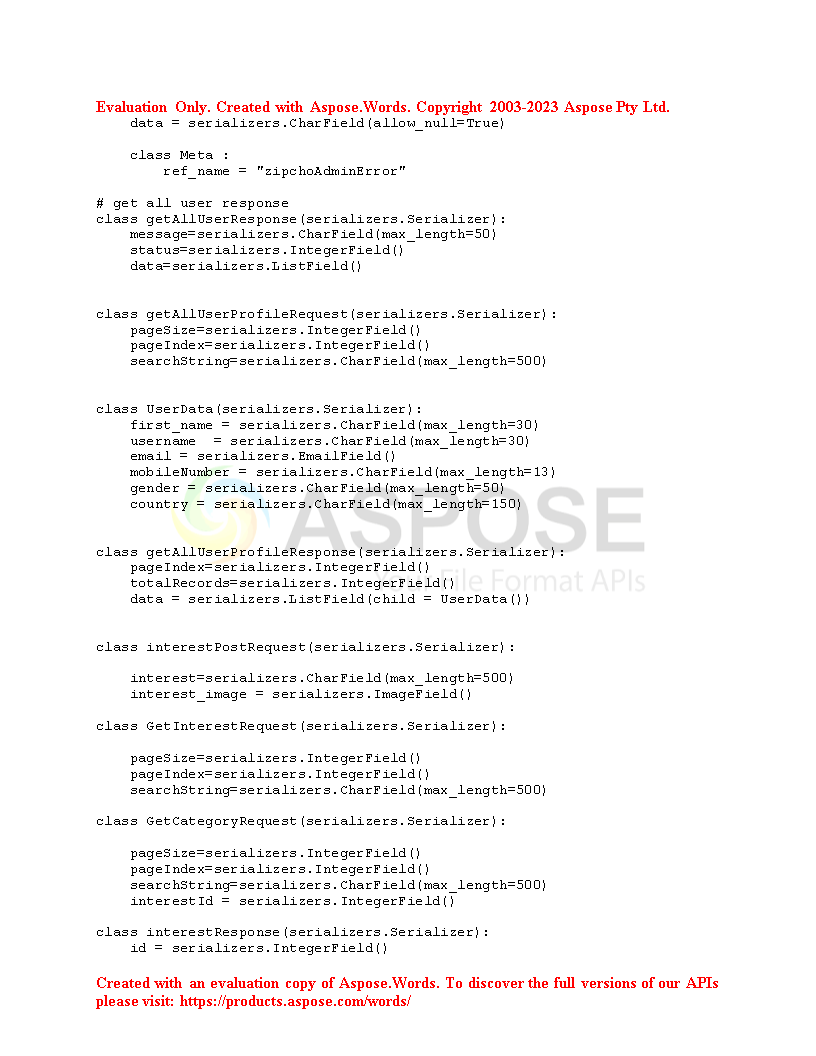 Evaluation Only. Created with Aspose.Words. Copyright 2003-2023 Aspose Pty Ltd.
    data = serializers.CharField(allow_null=True)

    class Meta :
        ref_name = "zipchoAdminError"

# get all user response
class getAllUserResponse(serializers.Serializer):
    message=serializers.CharField(max_length=50)
    status=serializers.IntegerField()
    data=serializers.ListField()

class getAllUserProfileRequest(serializers.Serializer):
    pageSize=serializers.IntegerField()
    pageIndex=serializers.IntegerField()
    searchString=serializers.CharField(max_length=500)

class UserData(serializers.Serializer):
    first_name = serializers.CharField(max_length=30)
    username  = serializers.CharField(max_length=30)
    email = serializers.EmailField()
    mobileNumber = serializers.CharField(max_length=13)
    gender = serializers.CharField(max_length=50)
    country = serializers.CharField(max_length=150)
ASPOSE

class getAllUserProfileResponse(serializers.Serializer):
    pageIndex=serializers.IntegerField()
    totalRecords=serializers.IntegerField()
Your File Format APIs
    data = serializers.ListField(child = UserData())

class interestPostRequest(serializers.Serializer):

    interest=serializers.CharField(max_length=500)
    interest_image = serializers.ImageField()

class GetInterestRequest(serializers.Serializer):

    pageSize=serializers.IntegerField()
    pageIndex=serializers.IntegerField()
    searchString=serializers.CharField(max_length=500)

class GetCategoryRequest(serializers.Serializer):

    pageSize=serializers.IntegerField()
    pageIndex=serializers.IntegerField()
    searchString=serializers.CharField(max_length=500)
    interestId = serializers.IntegerField()

class interestResponse(serializers.Serializer):
    id = serializers.IntegerField()

Created with an evaluation copy of Aspose.Words. To discover the full versions of our APIs
please visit: https://products.aspose.com/words/